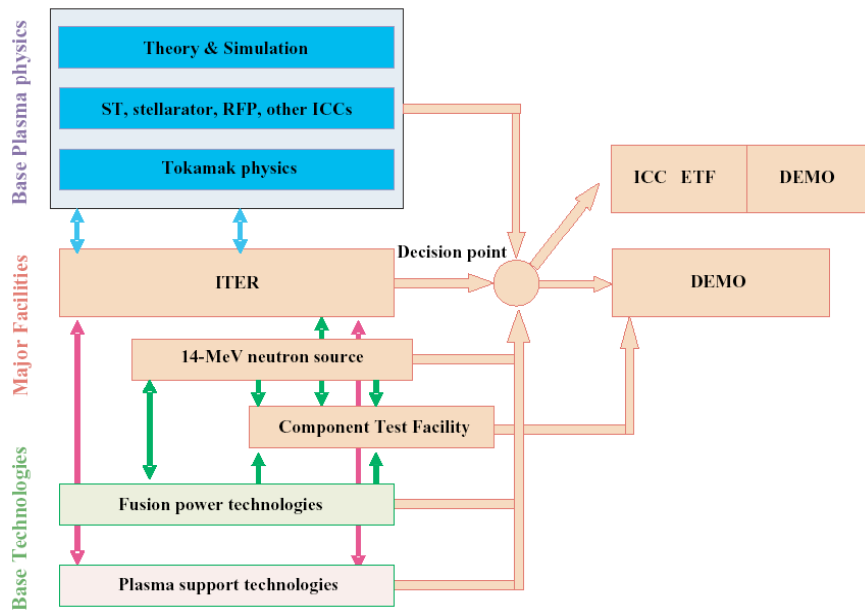 Base Plasma physics
Theory & Simulation
ST, stellarator, RFP, other ICCs
Tokamak physics
ICC ETF
DEMO
Major Facilities
Decision point
ITER
DEMO
14-MeV neutron source
Component Test Facility
Base Technologies
Fusion power technologies
Plasma support technologies